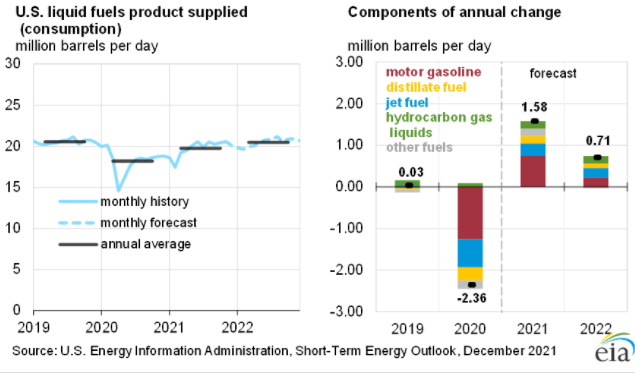 U.S. liquid fuels product supplied
(consumption)
million barrels per day
30
25
20
15
10
5
0
monthly history
monthly forecast
annual average
2019
2020
2021
2022
Components of annual change
million barrels per day
3.00
2.00
1.00
0.00
-1.00
-2.00
-3.00
motor gasoline
distillate fuel
jet fuel
hydrocarbon gas
liquids
other fuels
forecast
0.03
-2.36
1.58
0.71
2019
2020
2021
2022
Source: U.S. Energy Information Administration, Short-Term Energy Outlook, December 2021
eia